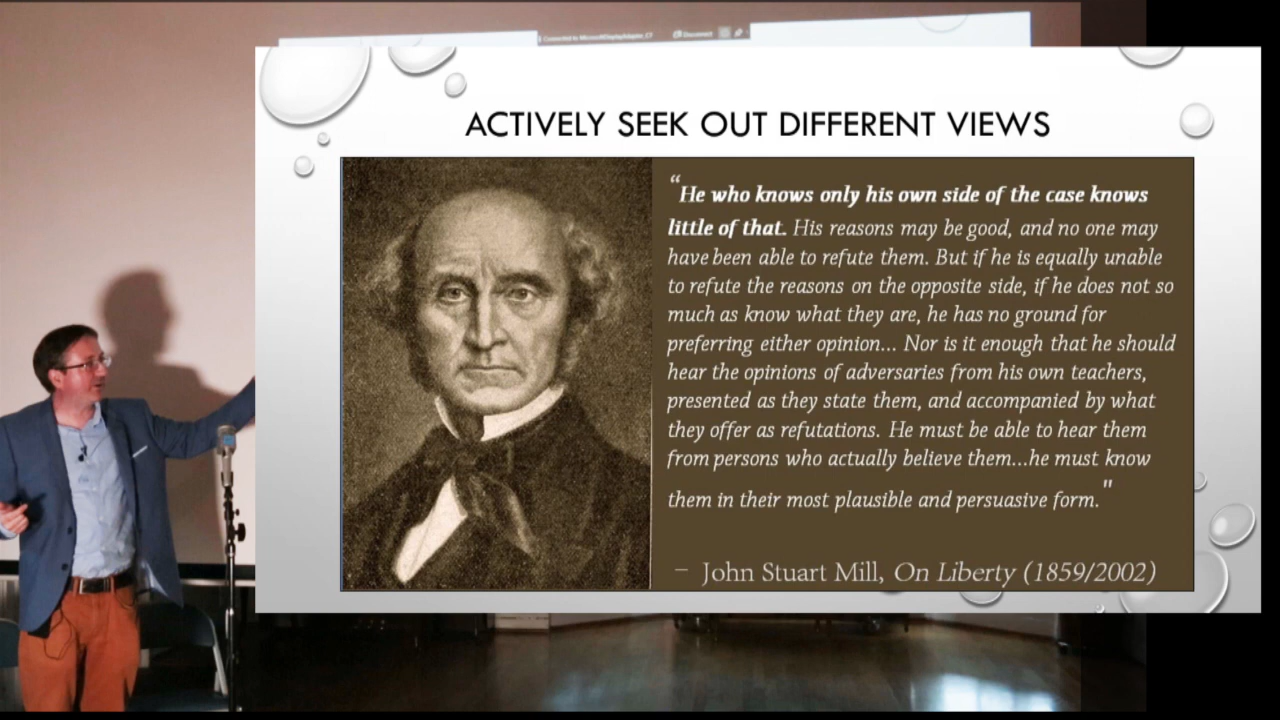 Connected to MicrosoftDisplayAdapter_C7 Disconnect
ACTIVELY SEEK OUT DIFFERENT VIEWS
“He who knows only his own side of the case knows
little of that. His reasons may be good, and no one may
have been able to refute them. But if he is equally unable
to refute the reasons on the opposite side, if he does not so
much as know what they are, he has no ground for
preferring either opinion... Nor is it enough that he should
hear the opinions of adversaries from his own teachers,
presented as they state them, and accompanied by what
they offer as refutations. He must be able to hear them
from persons who actually believe them...he must know
them in their most plausible and persuasive form."
– John Stuart Mill, On Liberty (1859/2002)